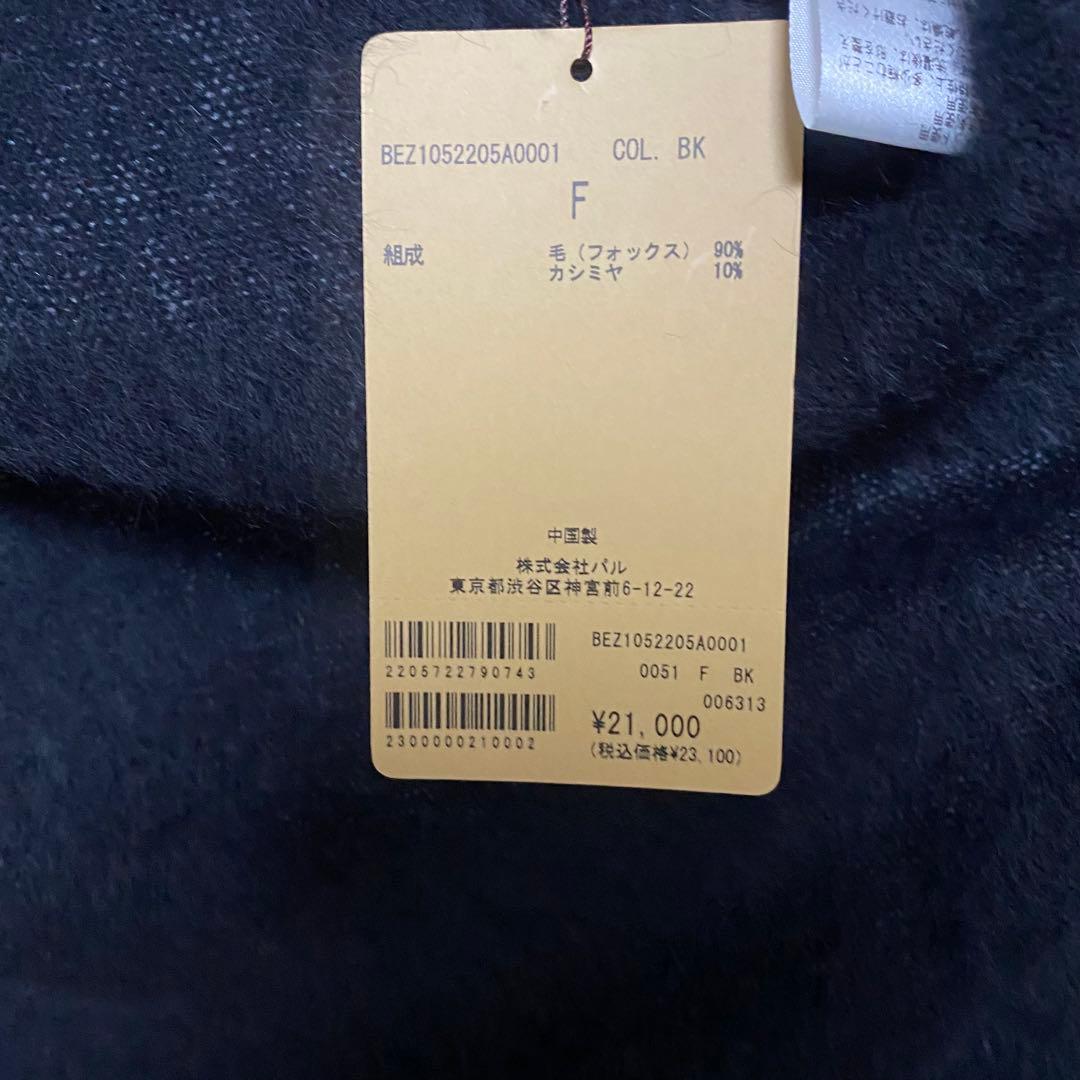 BEZ1052205A0001 COL. BK
F
組成 毛（フォックス） 90%
カシミヤ 10%
中国製
株式会社パル
東京都渋谷区神宮前6-12-22
BEZ1052205A0001
2205722790743
0051 F BK
006313
2300000210002
¥21,000
(税込価格¥23,100)